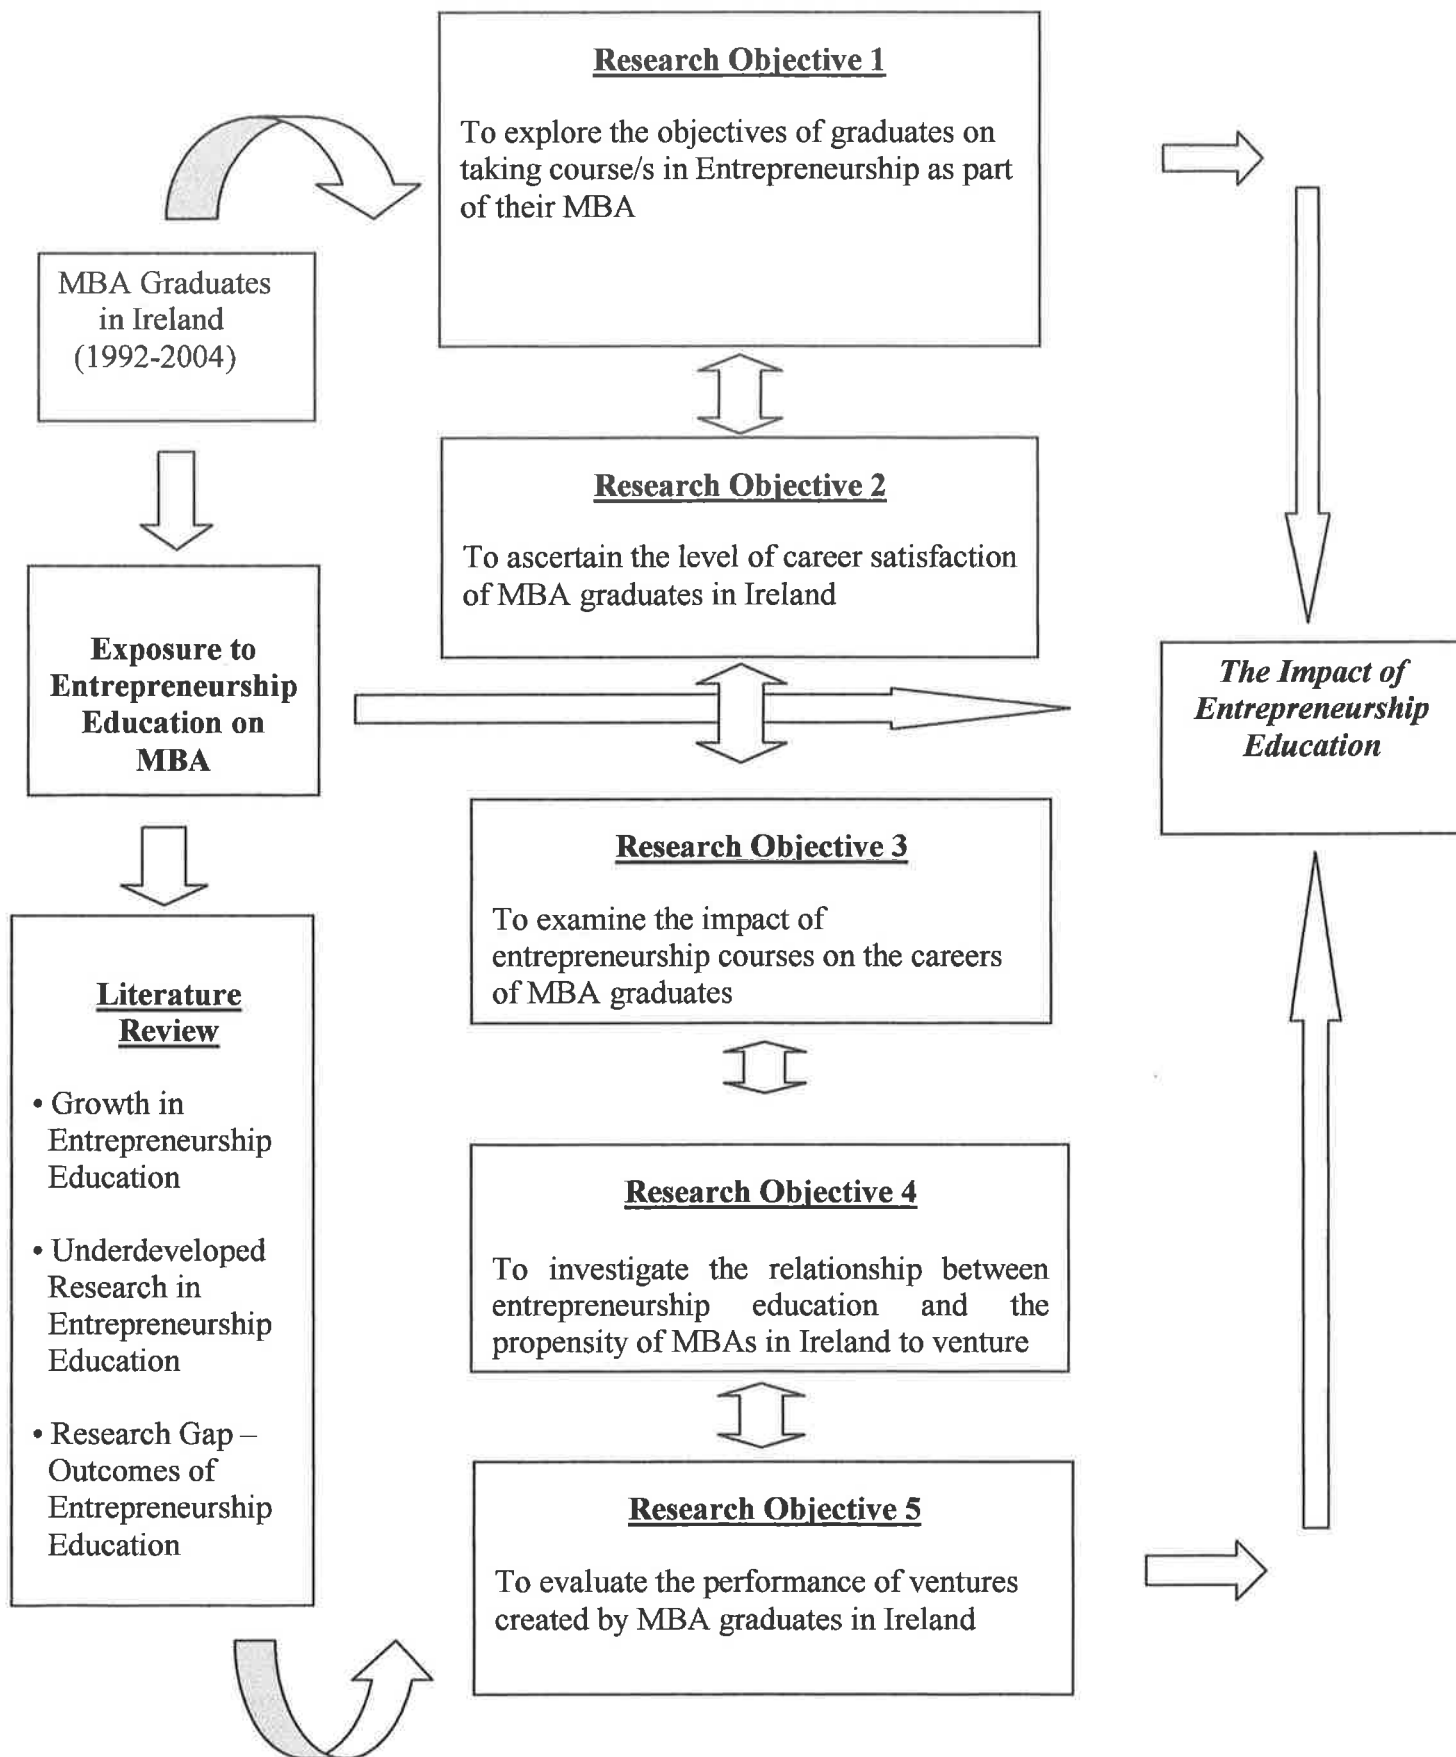 Research Objective 1
To explore the objectives of graduates on
taking course/s in Entrepreneurship as part
of their MBA
MBA Graduates
in Ireland
(1992-2004)
Research Objective 2
To ascertain the level of career satisfaction
of MBA graduates in Ireland
Exposure to
Entrepreneurship
Education on
MBA
The Impact of
Entrepreneurship
Education
Research Objective 3
To examine the impact of
entrepreneurship courses on the careers
of MBA graduates
Literature
Review
• Growth in
Entrepreneurship
Education
• Underdeveloped
Research in
Entrepreneurship
Education
• Research Gap –
Outcomes of
Entrepreneurship
Education
Research Objective 4
To investigate the relationship between
entrepreneurship education and the
propensity of MBAs in Ireland to venture
Research Objective 5
To evaluate the performance of ventures
created by MBA graduates in Ireland